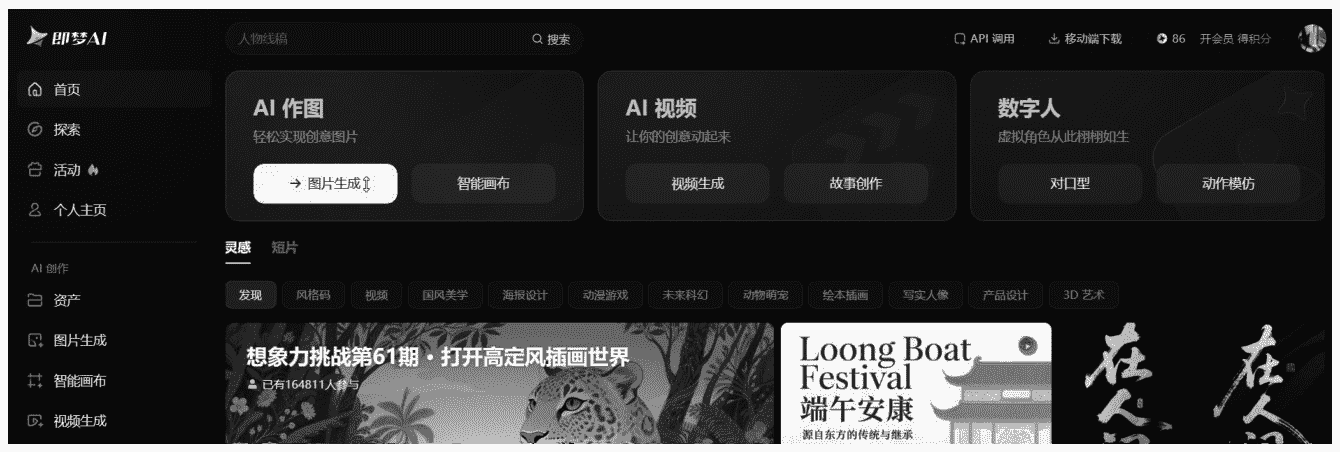 即梦AI
人物线稿 搜索 API 调用 移动端下载 86 开会员 得积分
首页
探索
活动
个人主页
AI 创作
资产
图片生成
智能画布
视频生成
AI 作图
轻松实现创意图片
图片生成 智能画布
AI 视频
让你的创意动起来
视频生成 故事创作
数字人
虚拟角色从此栩栩如生
对口型 动作模仿
灵感 短片
发现 风格码 视频 国风美学 海报设计 动漫游戏 未来科幻 动物萌宠 绘本插画 写实人像 产品设计 3D 艺术
想象力挑战第61期·打开高定风插画世界
已有164811人参与
Loong Boat
Festival
端午安康
源自东方的传统与继承
在人
在人